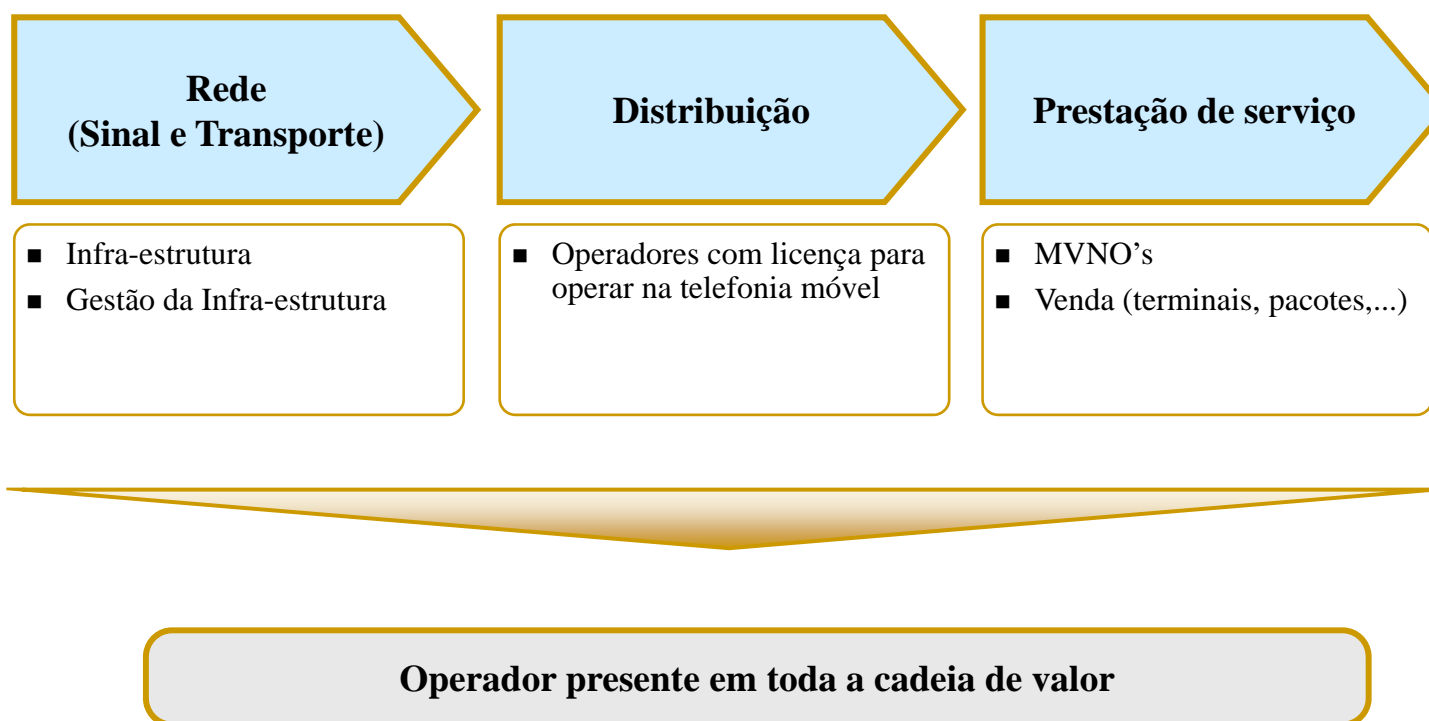 Rede
(Sinal e Transporte)
Distribuição
Prestação de serviço
■ Infra-estrutura
■ Gestão da Infra-estrutura
■ Operadores com licença para
operar na telefonia móvel
■ MVNO’s
■ Venda (terminais, pacotes,...)
Operador presente em toda a cadeia de valor